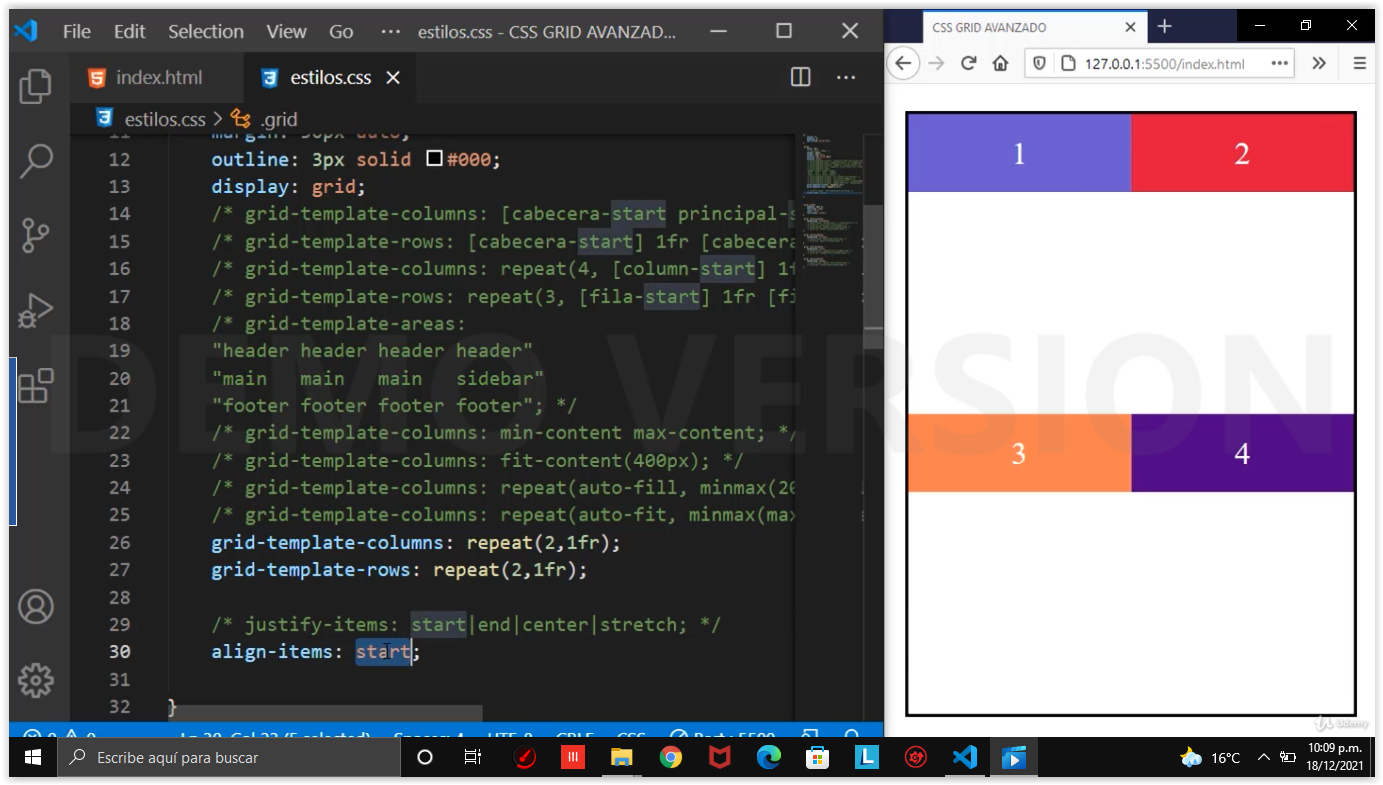 File Edit Selection View Go ··· estilos.css - CSS GRID AVANZAD...
index.html estilos.css
estilos.css > .grid
12 outline: 3px solid #000;
13 display: grid;
14 /* grid-template-columns: [cabecera-start principal-
15 /* grid-template-rows: [cabecera-start] 1fr [cabecera
16 /* grid-template-columns: repeat(4, [column-start] 1f
17 /* grid-template-rows: repeat(3, [fila-start] 1fr [fi
18 /* grid-template-areas:
19 "header header header header"
20 "main main main sidebar"
21 "footer footer footer footer"; */
22 /* grid-template-columns: min-content max-content; */
23 /* grid-template-columns: fit-content(400px); */
24 /* grid-template-columns: repeat(auto-fill, minmax(20
25 /* grid-template-columns: repeat(auto-fit, minmax(max
26 grid-template-columns: repeat(2,1fr);
27 grid-template-rows: repeat(2,1fr);
28
29 /* justify-items: start|end|center|stretch; */
30 align-items: start;
31
32 }
CSS GRID AVANZADO
127.0.0.1:5500/index.html
1 2
3 4
DEMO VERSION
Udemy
Escribe aquí para buscar
16°C
10:09 p.m.
18/12/2021